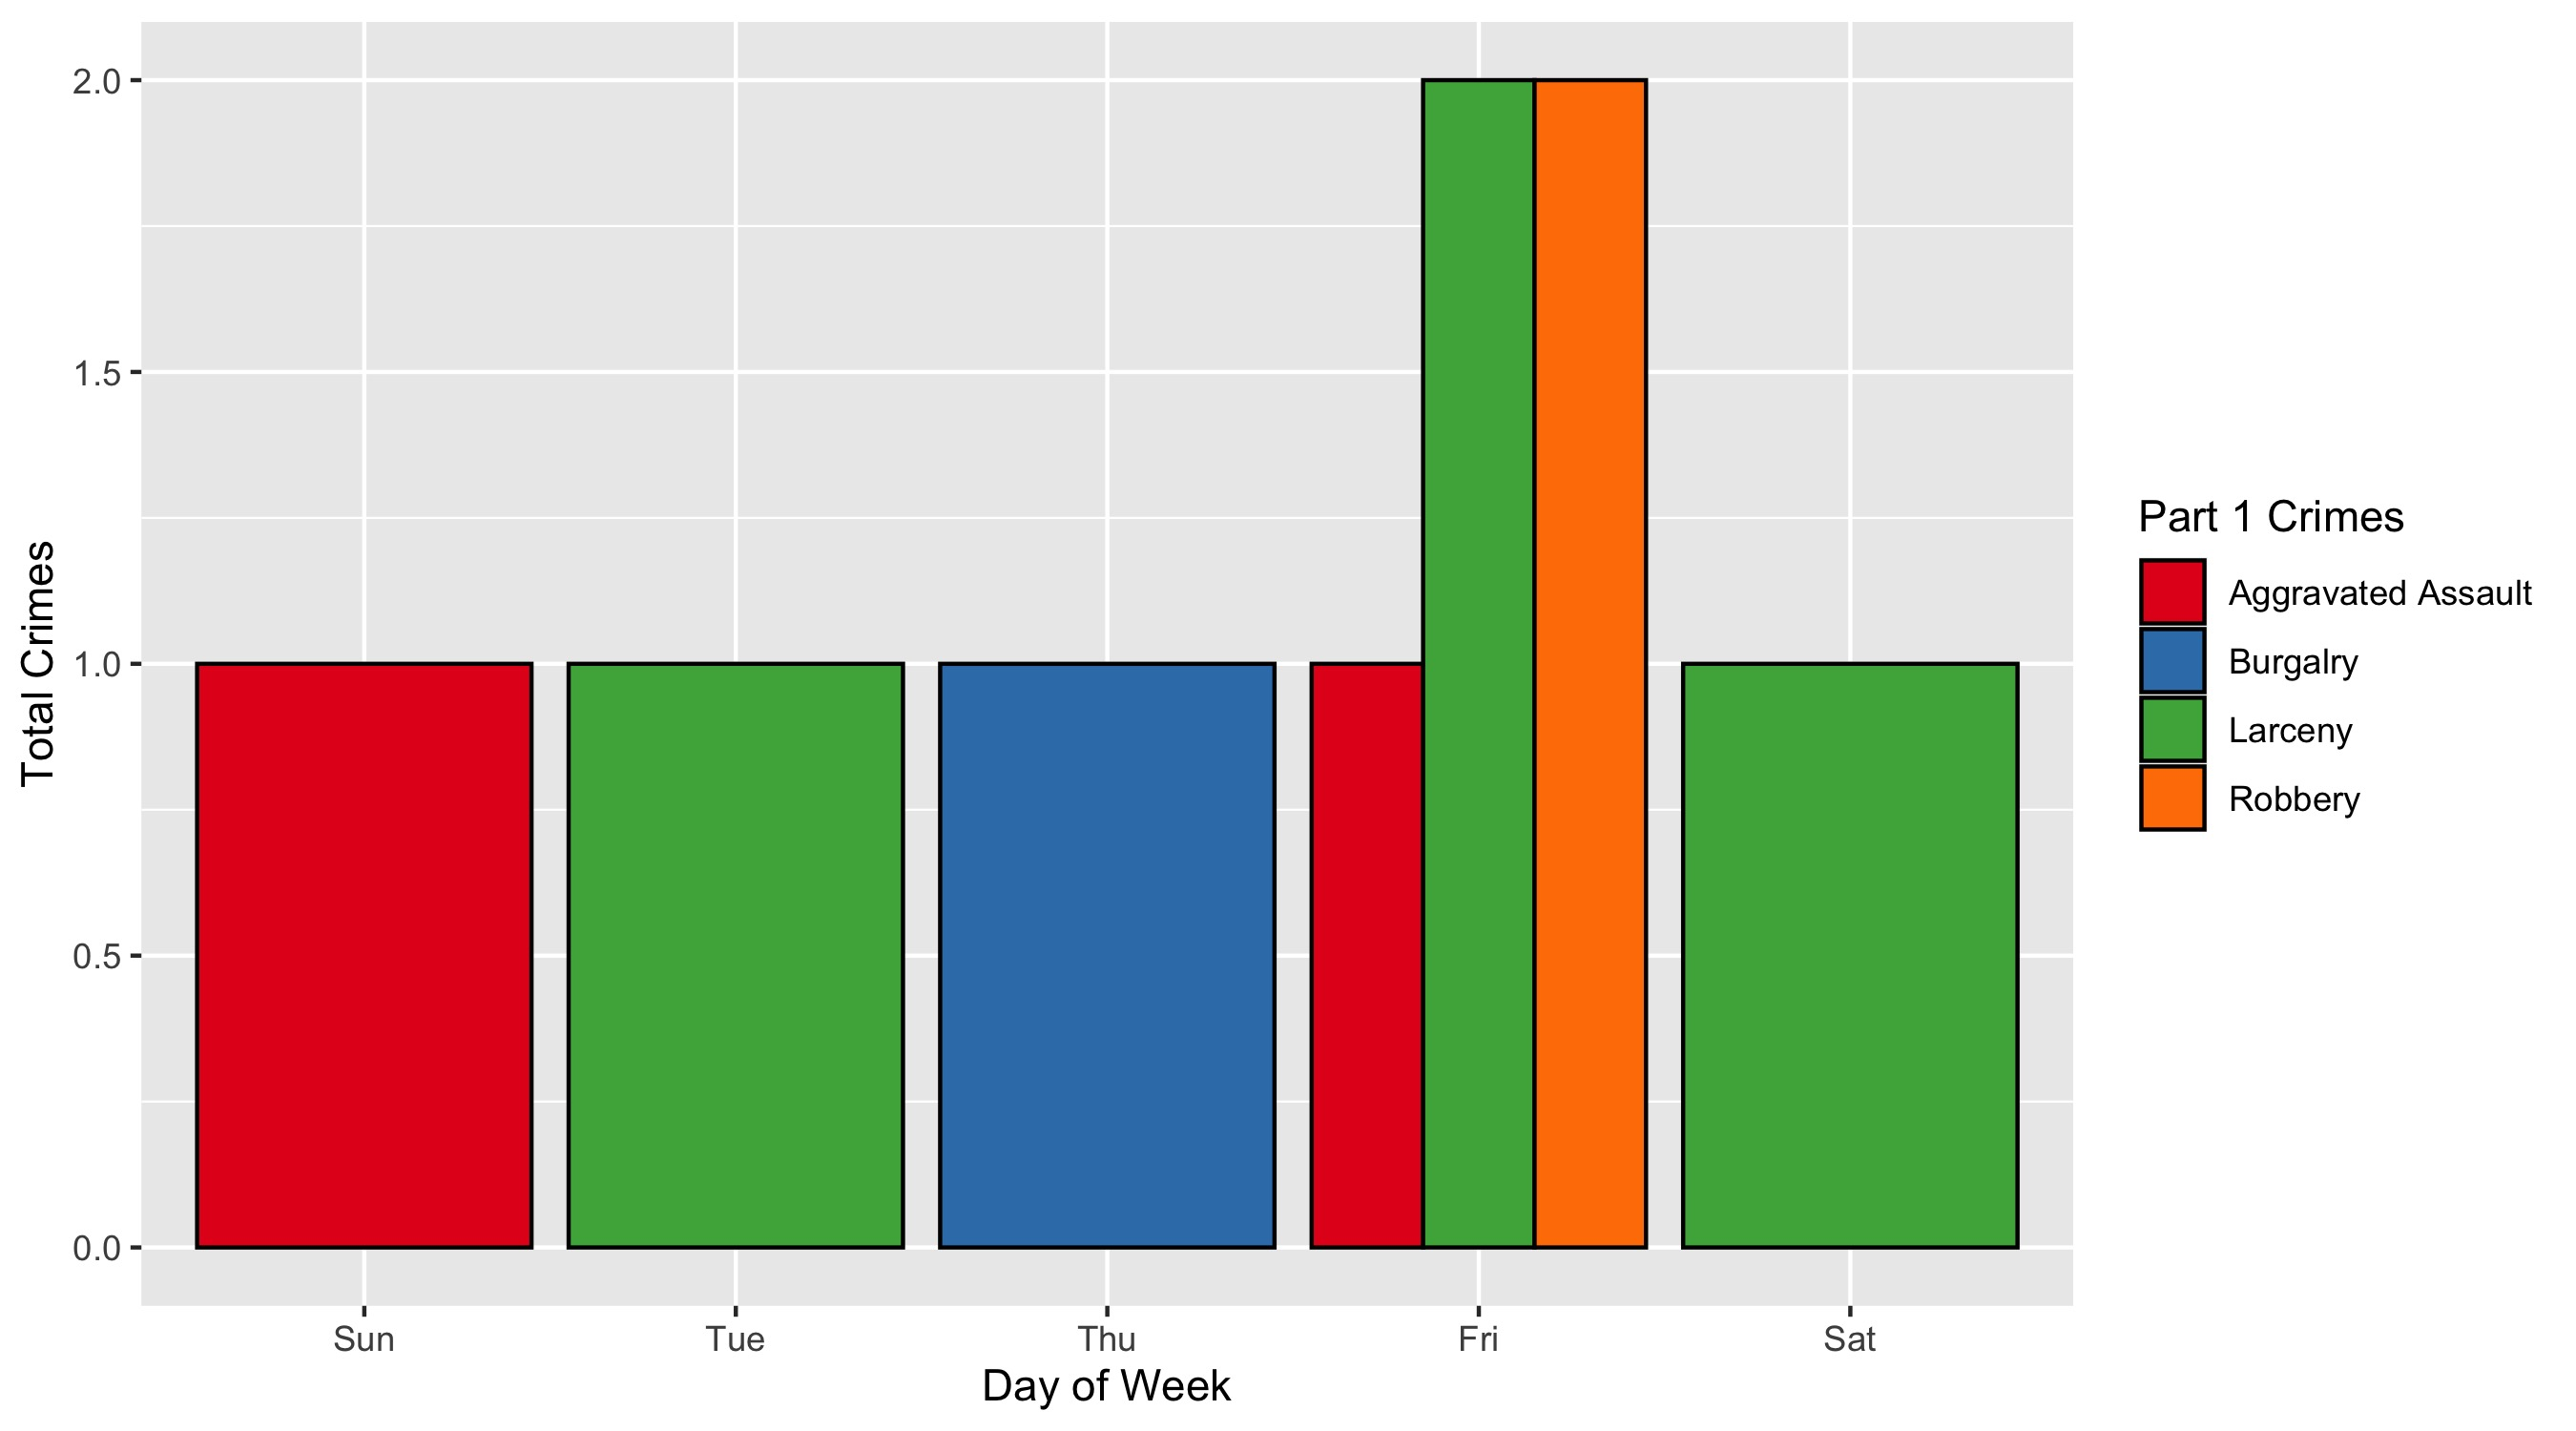 2.0
1.5
1.0
0.5
0.0
Total Crimes
Sun Tue Thu Fri Sat
Day of Week
Part 1 Crimes
Aggravated Assault
Burgalry
Larceny
Robbery